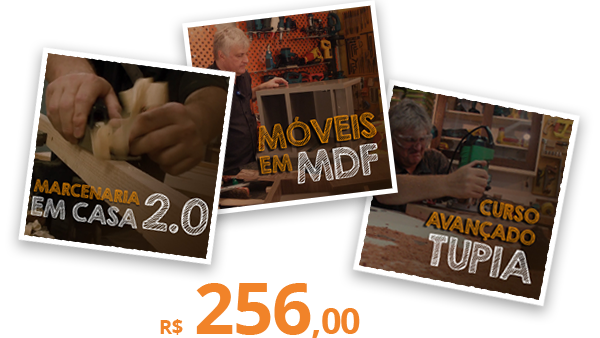 MARCENARIA
EM CASA 2.0
MÓVEIS
EM MDF
CURSO
AVANÇADO
TUPIA
R$ 256,00